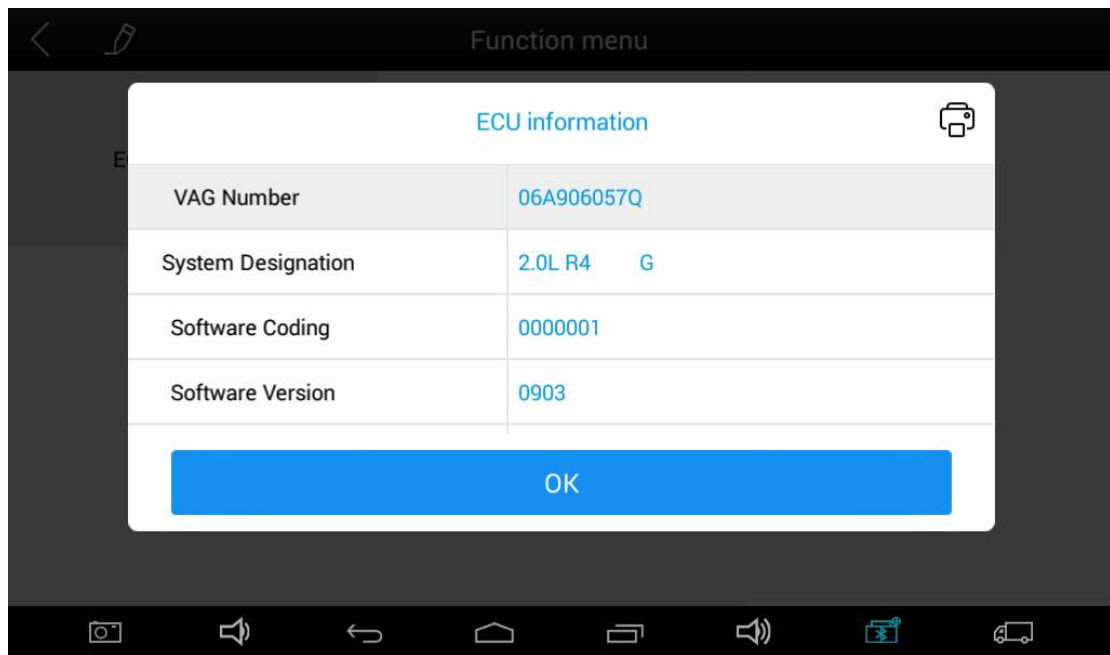 Function menu
ECU information
E
VAG Number 06A906057Q
System Designation 2.0L R4 G
Software Coding 0000001
Software Version 0903
OK